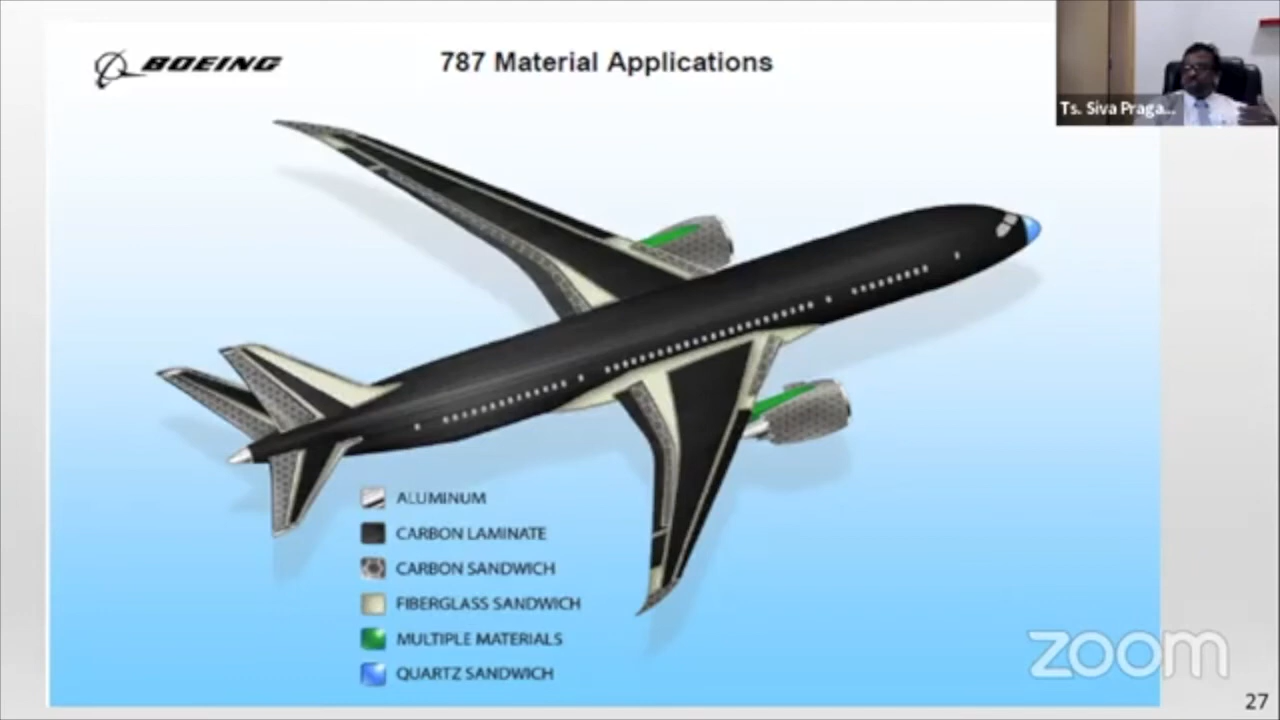 BOEING
787 Material Applications
Ts. Siva Praga...
ALUMINUM
CARBON LAMINATE
CARBON SANDWICH
FIBERGLASS SANDWICH
MULTIPLE MATERIALS
QUARTZ SANDWICH
zoom
27